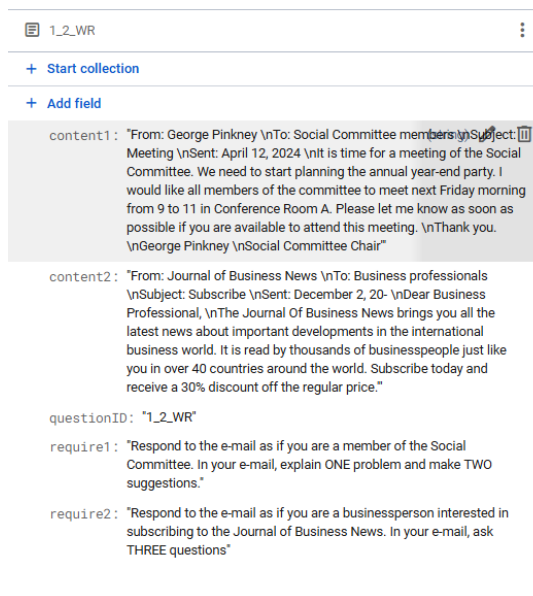 1_2_WR
+ Start collection
+ Add field
content1: "From: George Pinkney \nTo: Social Committee members \nSubject: (string)
Meeting \nSent: April 12, 2024 \nIt is time for a meeting of the Social
Committee. We need to start planning the annual year-end party. I
would like all members of the committee to meet next Friday morning
from 9 to 11 in Conference Room A. Please let me know as soon as
possible if you are available to attend this meeting. \nThank you.
\nGeorge Pinkney \nSocial Committee Chair'"
content2: "From: Journal of Business News \nTo: Business professionals
\nSubject: Subscribe \nSent: December 2, 20- \nDear Business
Professional, \nThe Journal Of Business News brings you all the
latest news about important developments in the international
business world. It is read by thousands of businesspeople just like
you in over 40 countries around the world. Subscribe today and
receive a 30% discount off the regular price.'"
questionID: "1_2_WR"
require1: "Respond to the e-mail as if you are a member of the Social
Committee. In your e-mail, explain ONE problem and make TWO
suggestions."
require2: "Respond to the e-mail as if you are a businessperson interested in
subscribing to the Journal of Business News. In your e-mail, ask
THREE questions"